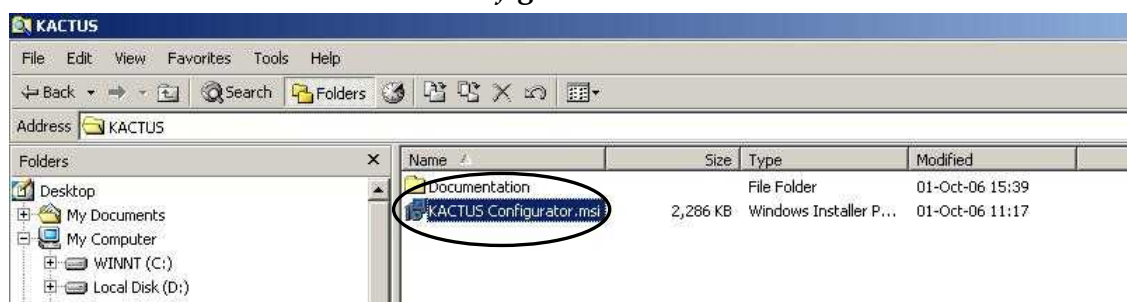 KACTUS
File Edit View Favorites Tools Help
Back Search Folders
Address KACTUS
Folders Name Size Type Modified
Desktop Documentation File Folder 01-Oct-06 15:39
My Documents KACTUS Configurator.msi 2,286 KB Windows Installer P... 01-Oct-06 11:17
My Computer
WINNT (C:)
Local Disk (D:)